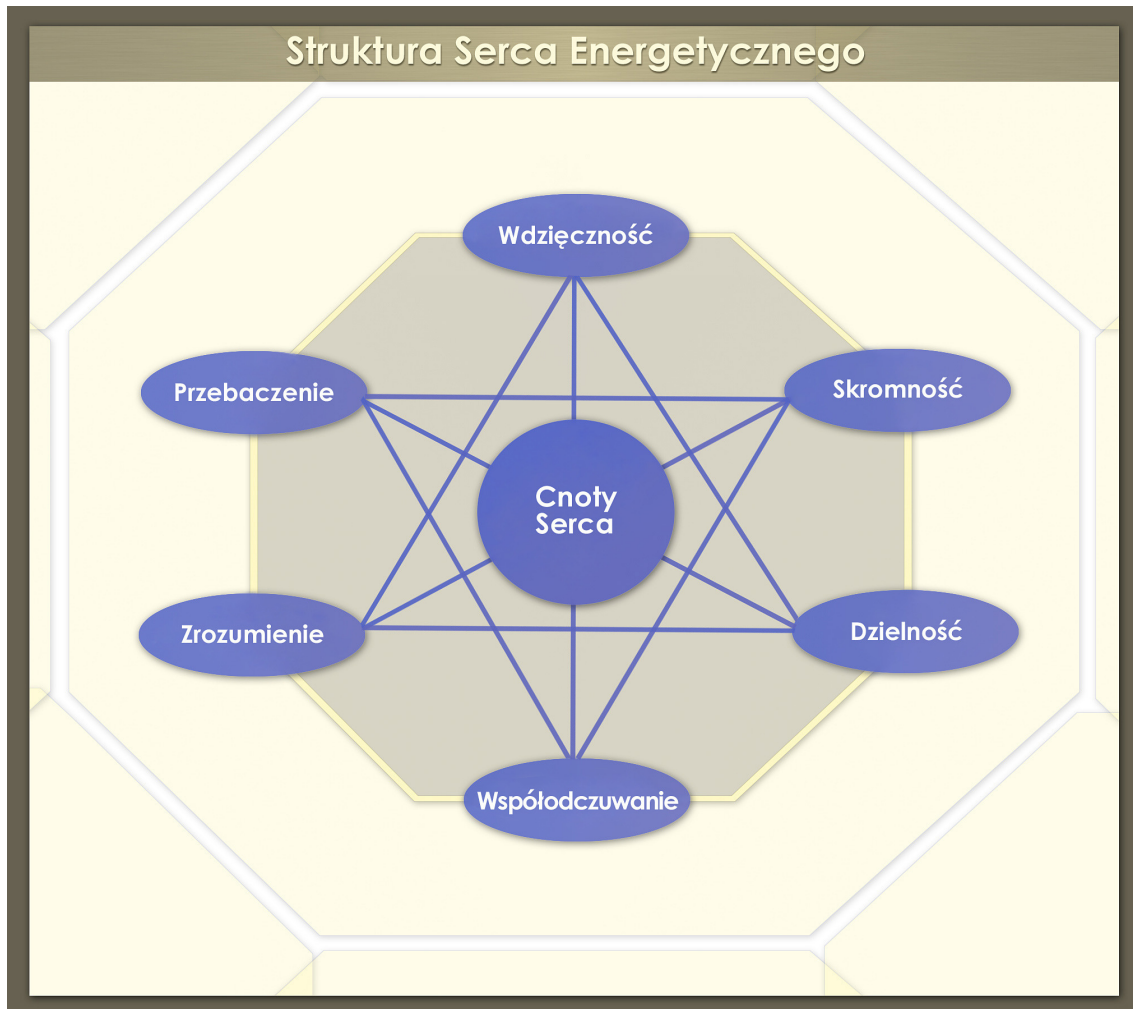 Struktura Serca Energetycznego
Wdzięczność
Przebaczenie
Skromność
Cnoty
Serca
Zrozumienie
Dzielność
Współodczuwanie